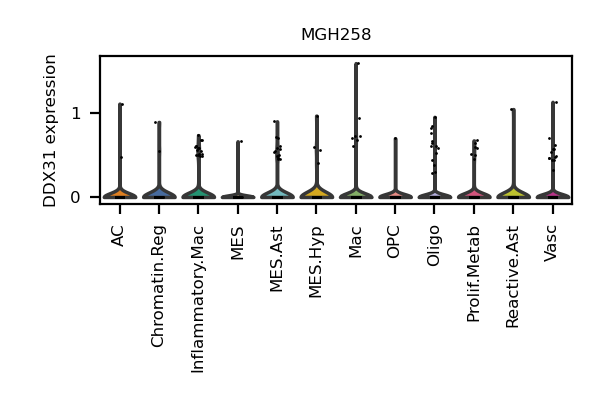 MGH258
DDX31 expression
1
0
AC
Chromatin.Reg
Inflammatory.Mac
MES
MES.Ast
MES.Hyp
Mac
OPC
Oligo
Prolif.Metab
Reactive.Ast
Vasc